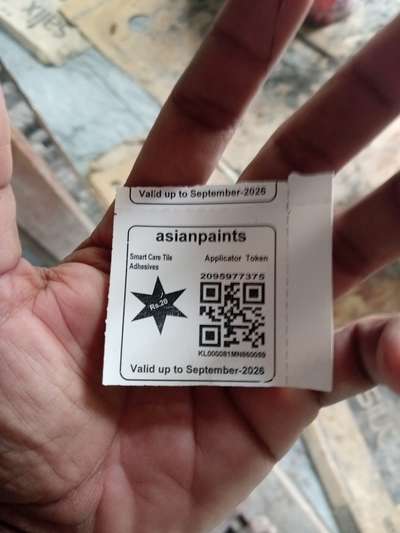 Valid up to September-2026
asianpaints
Smart Care Tile Adhesives
Applicator Token
2095977375
Rs.20
KL000081MN860059
Valid up to September-2026